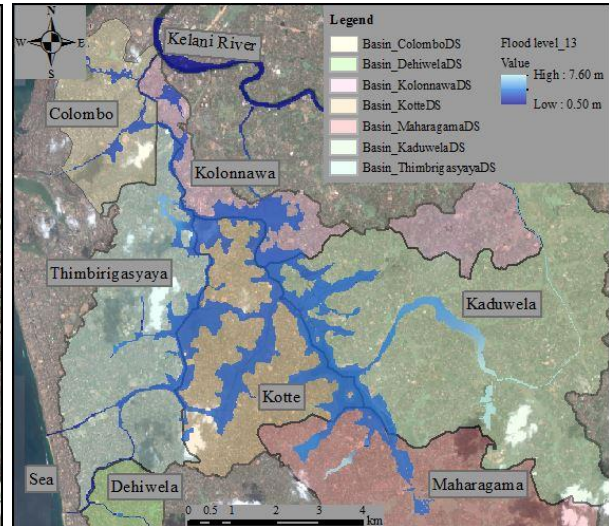 N
W
E
S
Kelani River
Colombo
Kolonnawa
Thimbirigasyaya
Kaduwela
Kotte
Sea
Dehiwela
Maharagama
0 0.5 1 2 3 4
km
Legend
Basin_ColomboDS
Basin_DehiwelaDS
Basin_KolonnawaDS
Basin_KotteDS
Basin_MaharagamaDS
Basin_KaduwelaDS
Basin_ThimbrigasyayaDS
Flood level_13
Value
High : 7.60 m
Low : 0.50 m